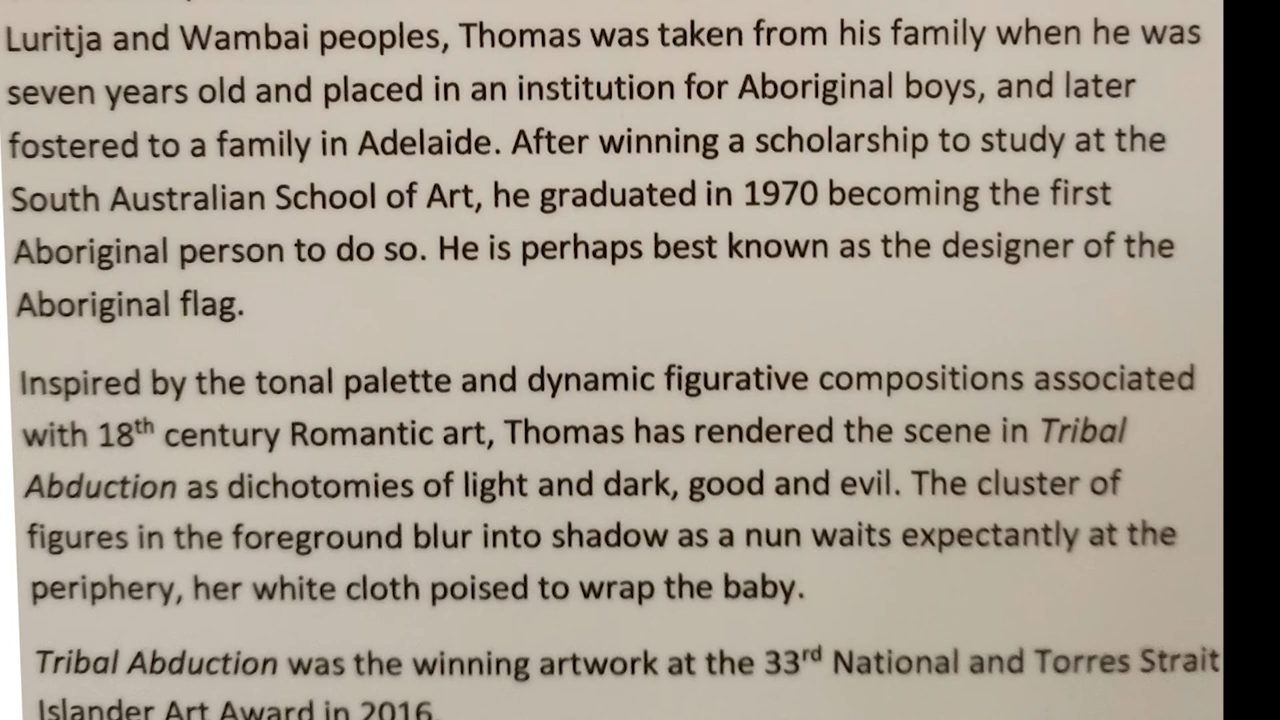 Luritja and Wambai peoples, Thomas was taken from his family when he was
seven years old and placed in an institution for Aboriginal boys, and later
fostered to a family in Adelaide. After winning a scholarship to study at the
South Australian School of Art, he graduated in 1970 becoming the first
Aboriginal person to do so. He is perhaps best known as the designer of the
Aboriginal flag.
Inspired by the tonal palette and dynamic figurative compositions associated
with 18th century Romantic art, Thomas has rendered the scene in Tribal
Abduction as dichotomies of light and dark, good and evil. The cluster of
figures in the foreground blur into shadow as a nun waits expectantly at the
periphery, her white cloth poised to wrap the baby.
Tribal Abduction was the winning artwork at the 33rd National and Torres Strait
Islander Art Award in 2016.